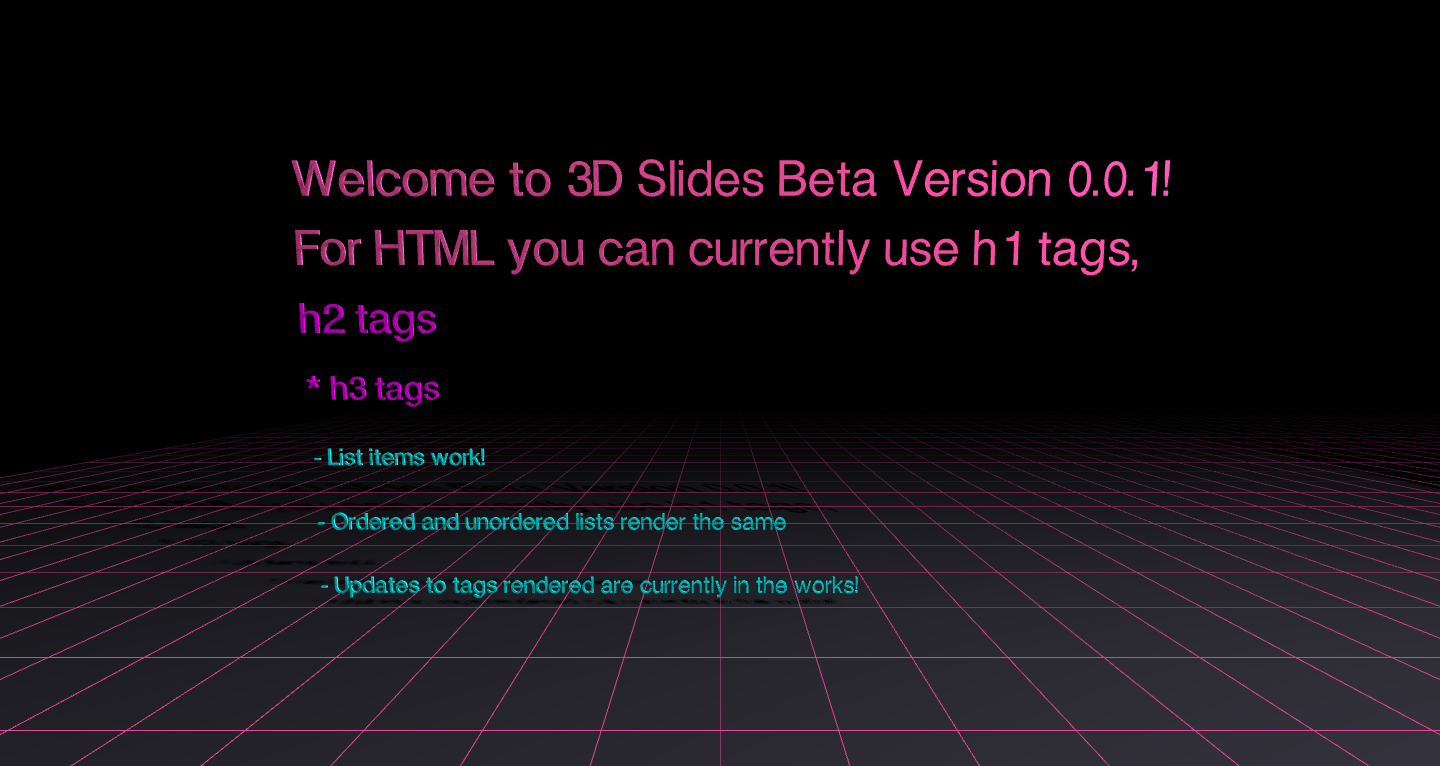 Welcome to 3D Slides Beta Version 0.0.1!
For HTML you can currently use h1 tags,
h2 tags
* h3 tags
- List items work!
- Ordered and unordered lists render the same
- Updates to tags rendered are currently in the works!